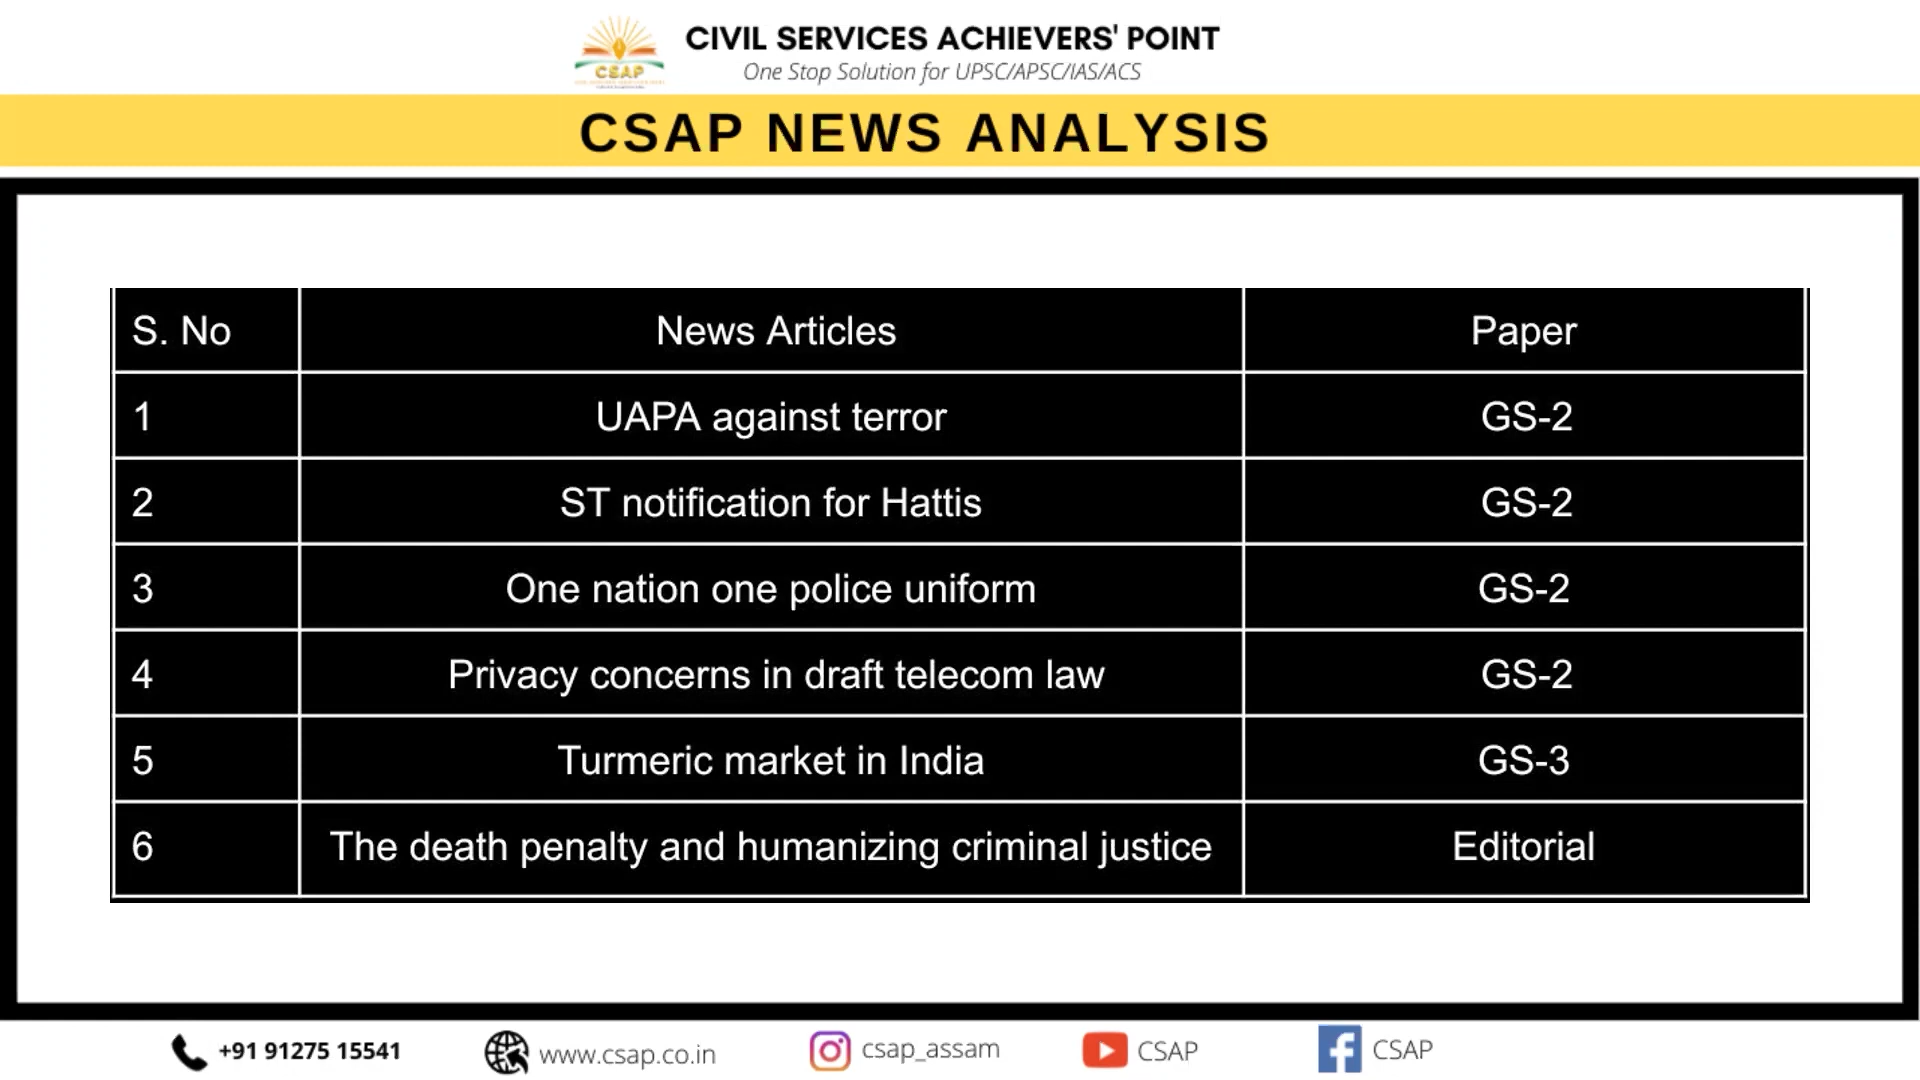 CSAP
CIVIL SERVICES ACHIEVERS' POINT
One Stop Solution for UPSC/APSC/IAS/ACS
CSAP NEWS ANALYSIS
S. No News Articles Paper
1 UAPA against terror GS-2
2 ST notification for Hattis GS-2
3 One nation one police uniform GS-2
4 Privacy concerns in draft telecom law GS-2
5 Turmeric market in India GS-3
6 The death penalty and humanizing criminal justice Editorial
+91 91275 15541 www.csap.co.in csap_assam CSAP CSAP